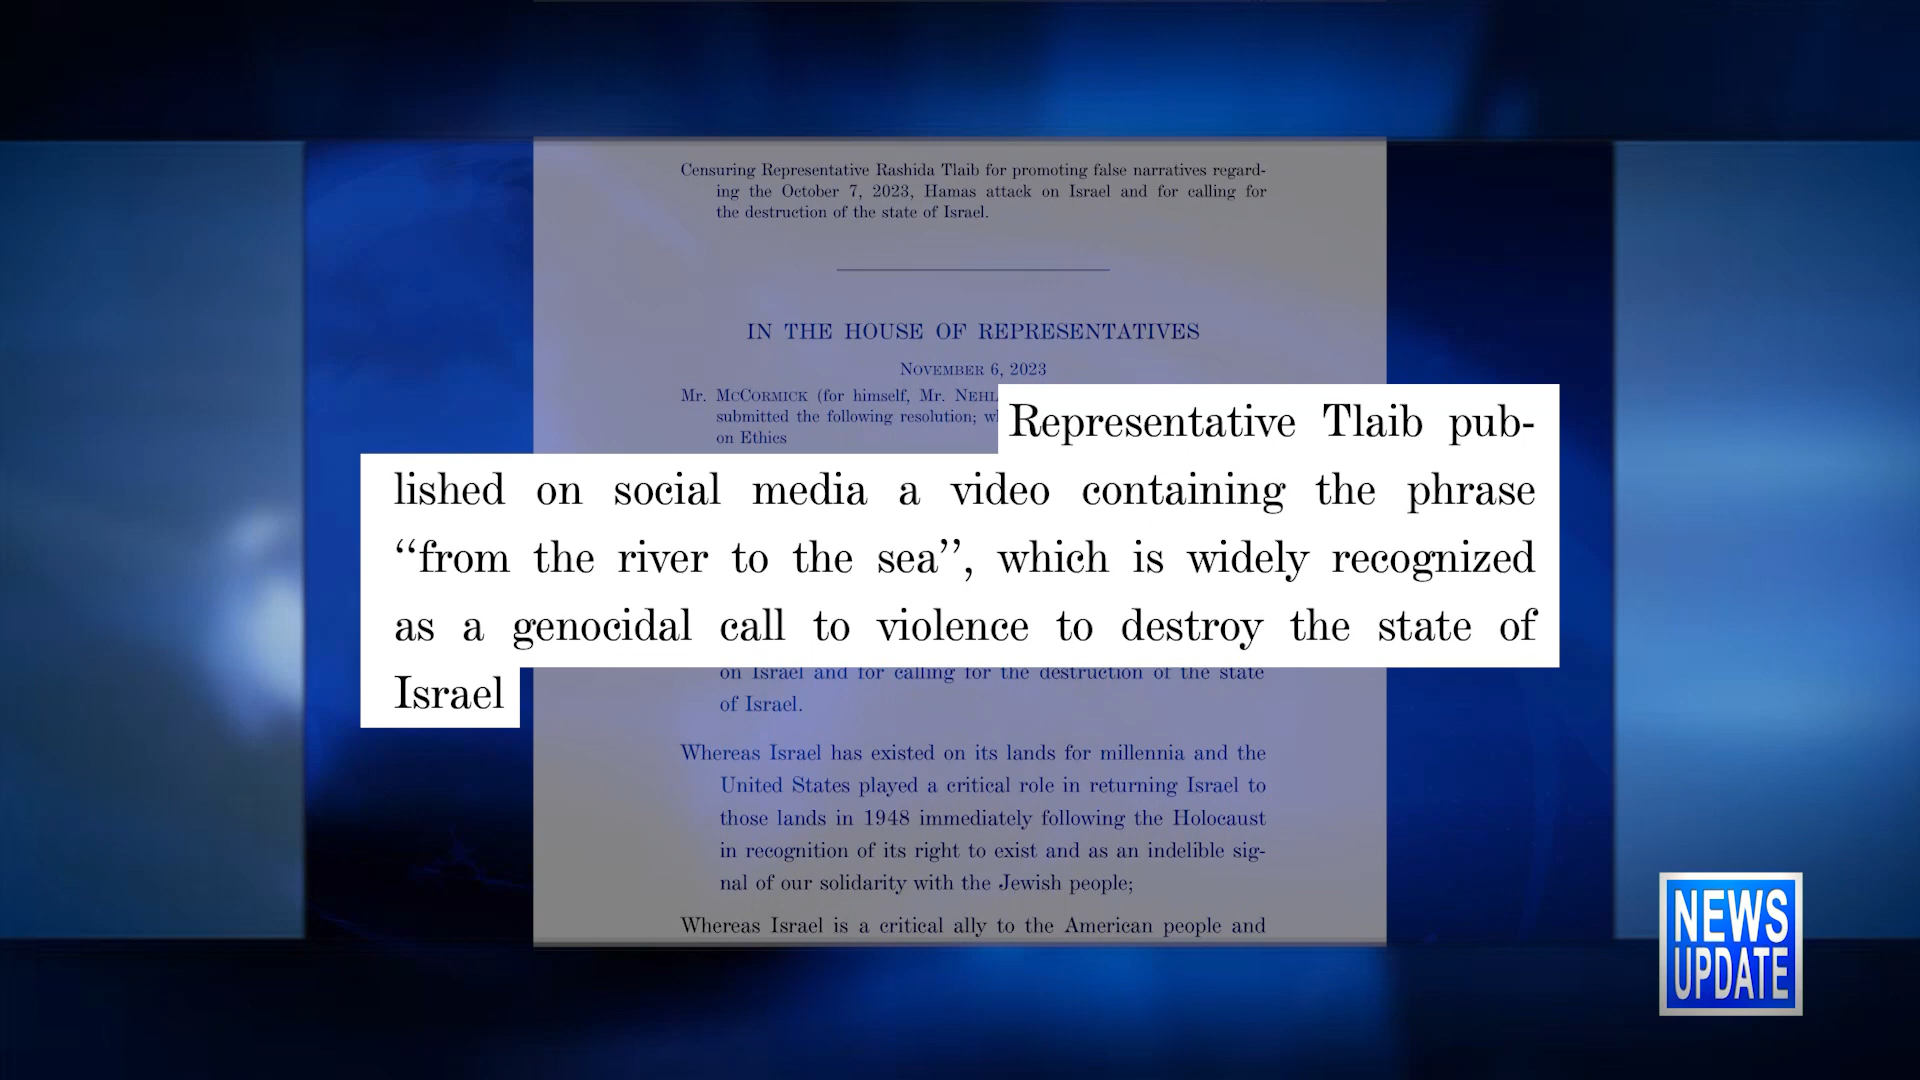 Censuring Representative Rashida Tlaib for promoting false narratives regard-
ing the October 7, 2023, Hamas attack on Israel and for calling for
the destruction of the state of Israel.
IN THE HOUSE OF REPRESENTATIVES
NOVEMBER 6, 2023
Mr. MCCORMICK (for himself, Mr.
submitted the following resolution;
on Ethics
Representative Tlaib pub-
lished on social media a video containing the phrase
‘‘from the river to the sea’’, which is widely recognized
as a genocidal call to violence to destroy the state of
Israel
on Israel and for calling for the destruction of the state
of Israel.
Whereas Israel has existed on its lands for millennia and the
United States played a critical role in returning Israel to
those lands in 1948 immediately following the Holocaust
in recognition of its right to exist and as an indelible sig-
nal of our solidarity with the Jewish people;
Whereas Israel is a critical ally to the American people and
NEWS
UPDATE